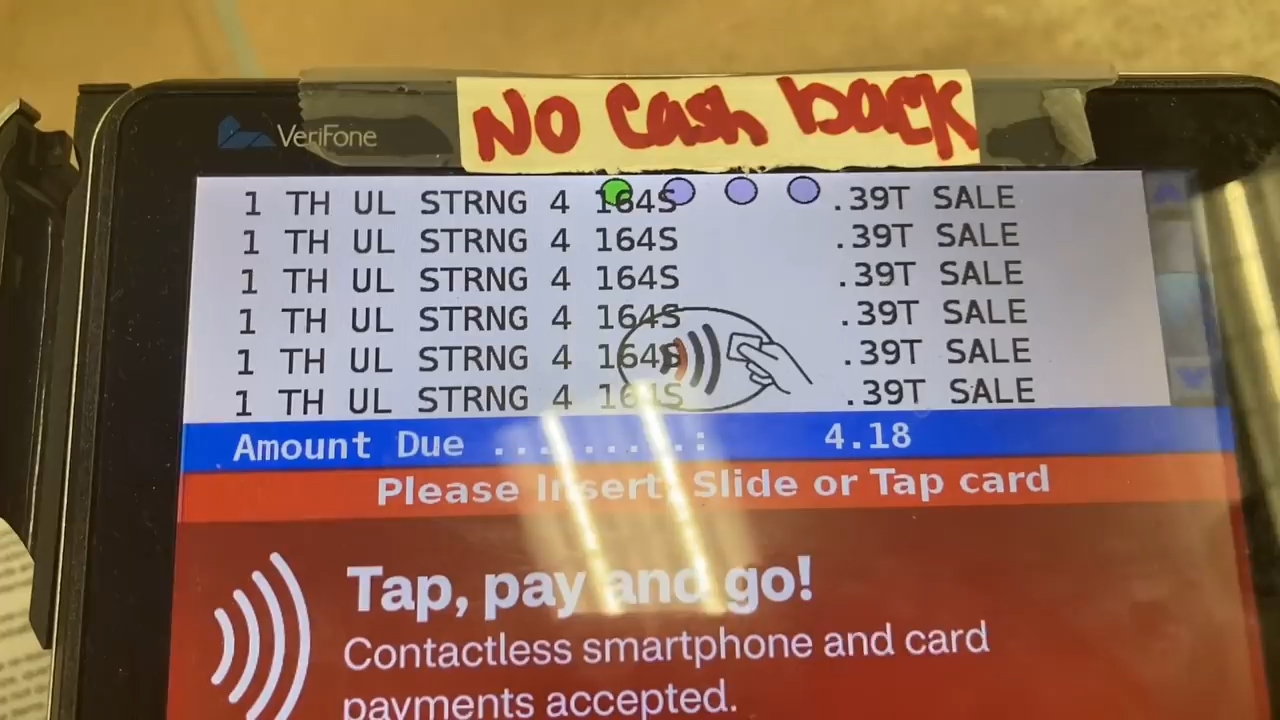 VeriFone
No Cash back
1 TH UL STRNG 4 164S .39T SALE
1 TH UL STRNG 4 164S .39T SALE
1 TH UL STRNG 4 164S .39T SALE
1 TH UL STRNG 4 164S .39T SALE
1 TH UL STRNG 4 164S .39T SALE
1 TH UL STRNG 4 164S .39T SALE
Amount Due .........: 4.18
Please Insert, Slide or Tap card
Tap, pay and go!
Contactless smartphone and card
payments accepted.